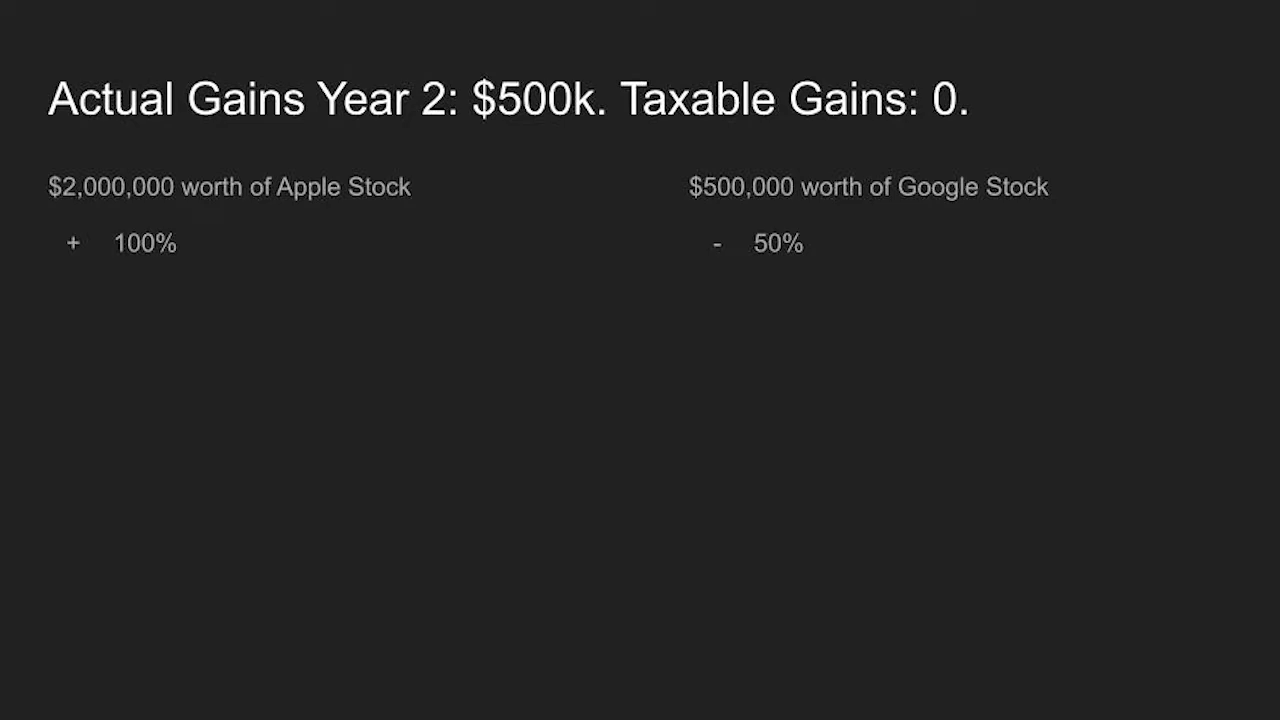 Actual Gains Year 2: $500k. Taxable Gains: 0.
$2,000,000 worth of Apple Stock
+ 100%
$500,000 worth of Google Stock
- 50%